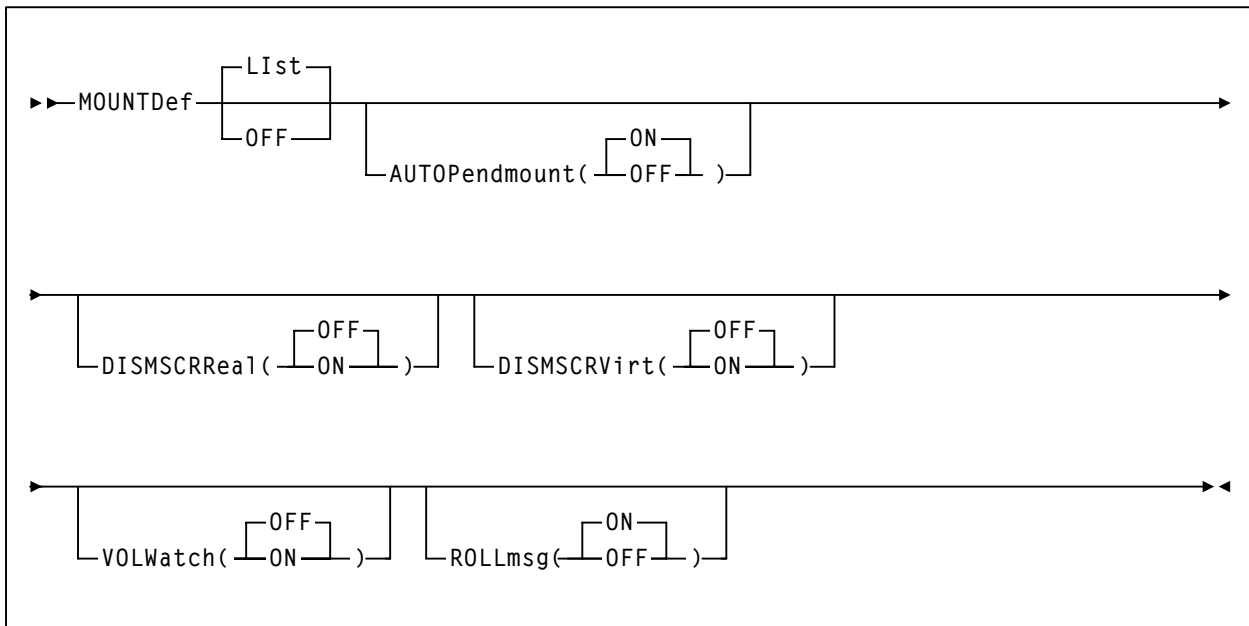 LIst
MOUNTDef
OFF
ON
AUTOPendmount( OFF )
OFF OFF
DISMSCRReal( ON ) DISMSCRVirt( ON )
OFF ON
VOLWatch( ON ) ROLLmsg( OFF )